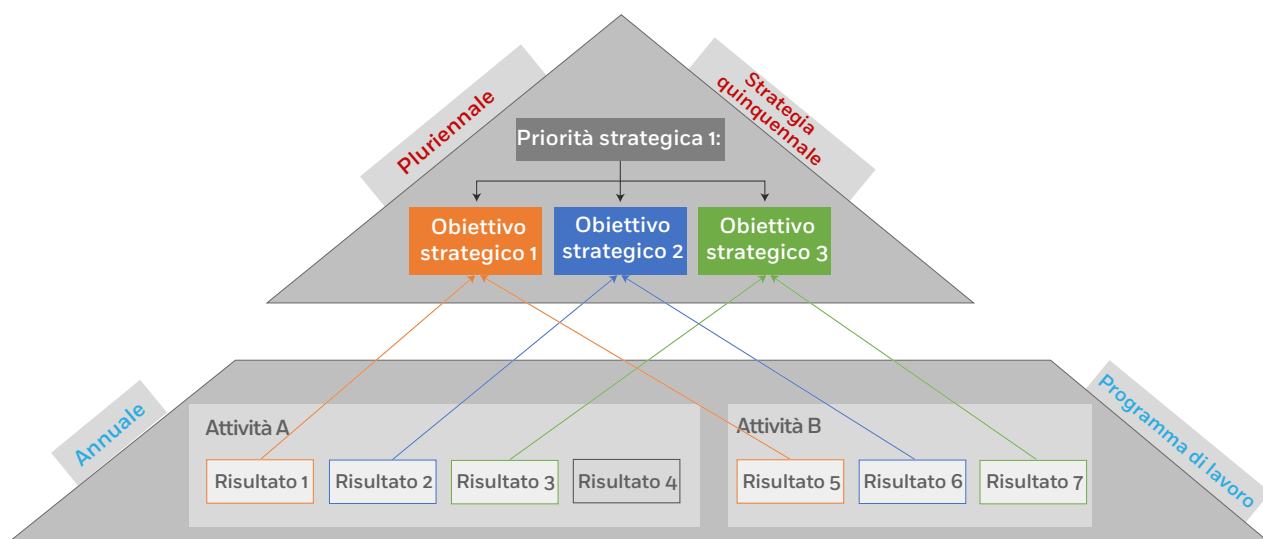 Pluriennale
Strategia
quinquennale
Priorità strategica 1:
Obiettivo
strategico 1
Obiettivo
strategico 2
Obiettivo
strategico 3
Annuale
Programma di lavoro
Attività A
Risultato 1
Risultato 2
Risultato 3
Risultato 4
Attività B
Risultato 5
Risultato 6
Risultato 7